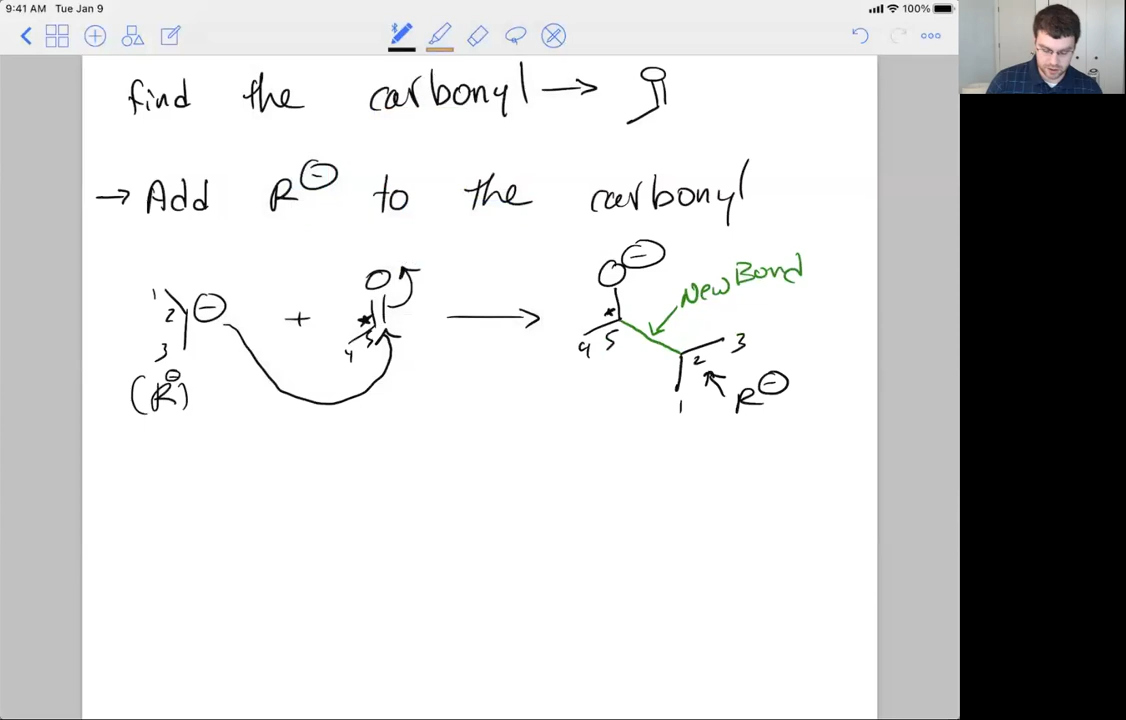 9:41 AM Tue Jan 9
100%
find the carbonyl →
→ Add R⊖ to the carbonyl
O⊖
New Bond
1 2 3 ⊖ + O 4 5 → 4 5 2 3 1
(R⊖)
R⊖